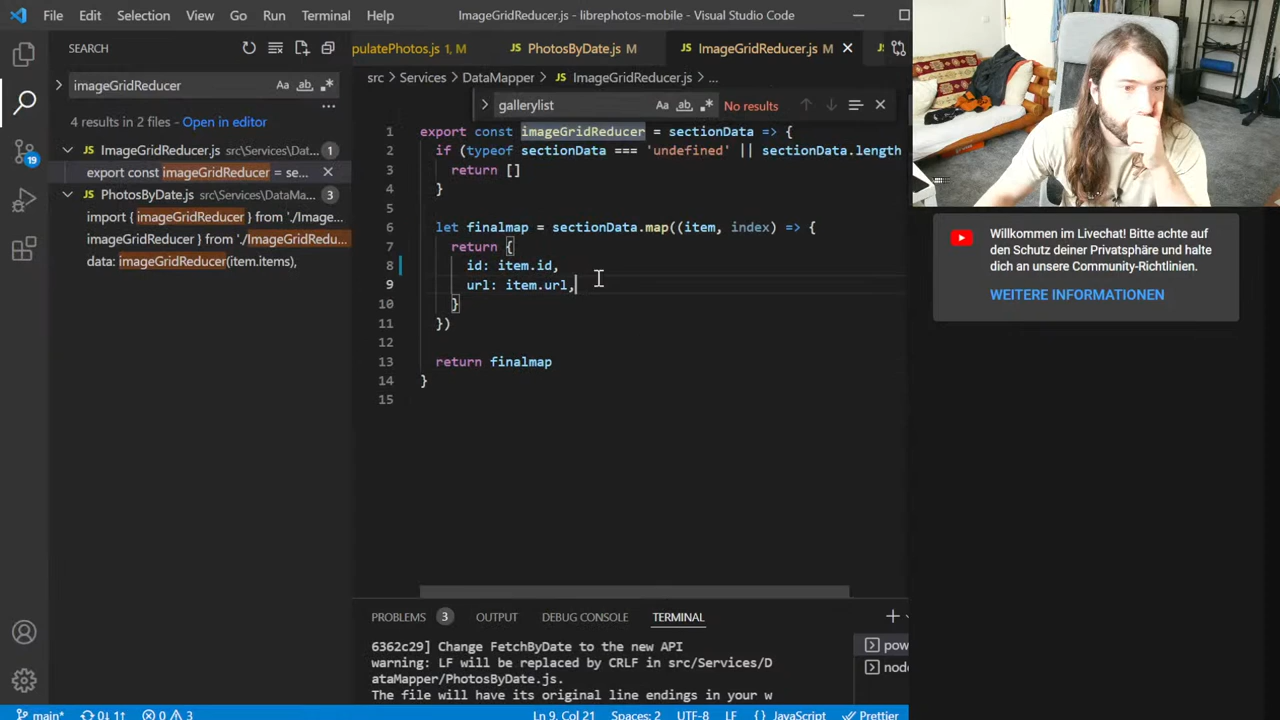 File Edit Selection View Go Run Terminal Help ImageGridReducer.js - librephotos-mobile - Visual Studio Code
SEARCH
imageGridReducer
4 results in 2 files - Open in editor
ImageGridReducer.js src\Services\Dat... 1
export const imageGridReducer = se...
PhotosByDate.js src\Services\DataMa... 3
import { imageGridReducer } from './Image...
imageGridReducer } from './ImageGridRedu...
data: imageGridReducer(item.items),
19
pulatePhotos.js 1, M PhotosByDate.js M ImageGridReducer.js M
src > Services > DataMapper > JS ImageGridReducer.js > ...
gallerylist No results
1 export const imageGridReducer = sectionData => {
2 if (typeof sectionData === 'undefined' || sectionData.length
3 return []
4 }
5
6 let finalmap = sectionData.map((item, index) => {
7 return {
8 id: item.id,
9 url: item.url,
10 }
11 })
12
13 return finalmap
14 }
15
PROBLEMS 3 OUTPUT DEBUG CONSOLE TERMINAL
6362c29] Change FetchByDate to the new API
warning: LF will be replaced by CRLF in src/Services/D
ataMapper/PhotosByDate.js.
The file will have its original line endings in your w
pow
node
main* 0↓ 1↑ 0 3 Ln 9, Col 21 Spaces: 2 UTF-8 LF {} JavaScript Prettier
Willkommen im Livechat! Bitte achte auf
den Schutz deiner Privatsphäre und halte
dich an unsere Community-Richtlinien.
WEITERE INFORMATIONEN